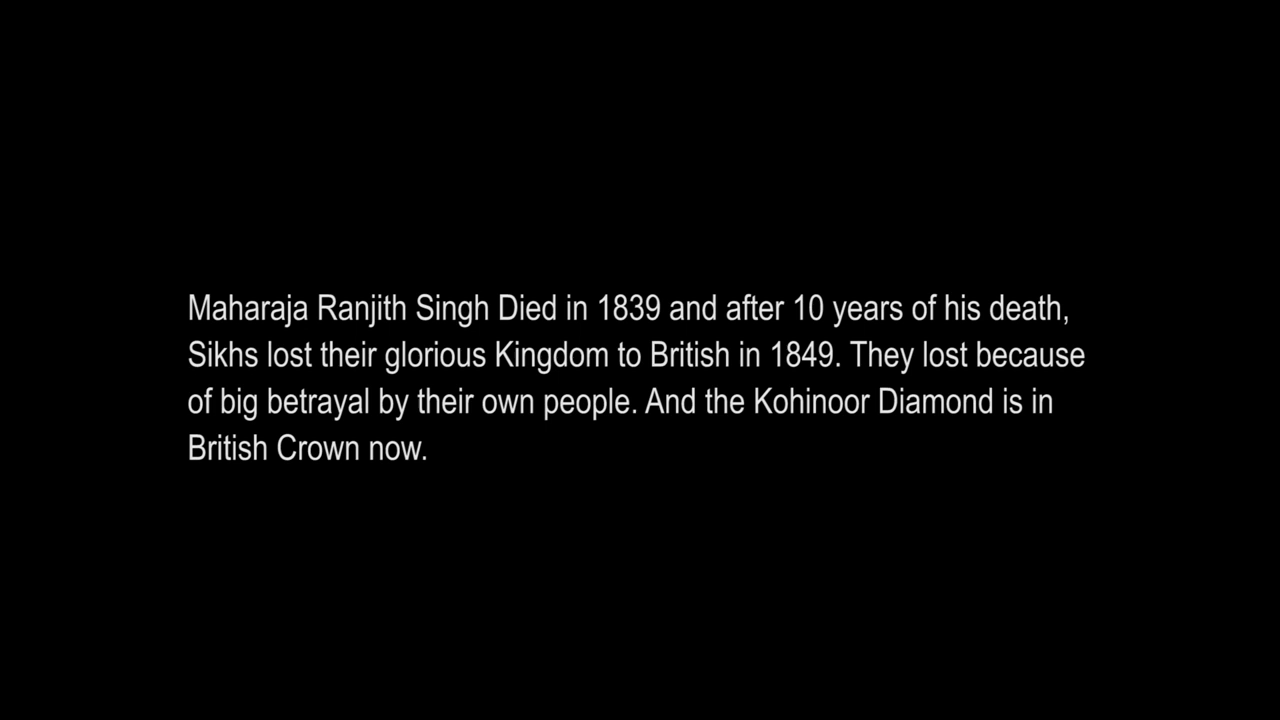 Maharaja Ranjith Singh Died in 1839 and after 10 years of his death,
Sikhs lost their glorious Kingdom to British in 1849. They lost because
of big betrayal by their own people. And the Kohinoor Diamond is in
British Crown now.